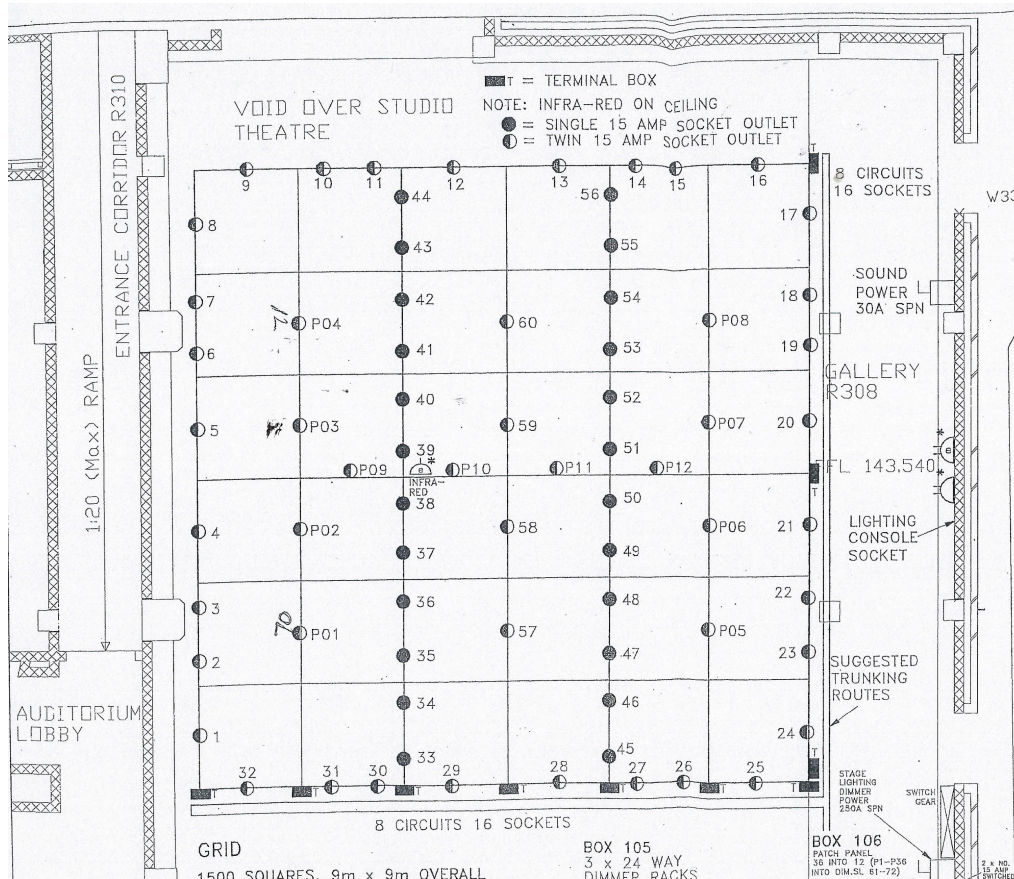 T = TERMINAL BOX
NOTE: INFRA-RED ON CEILING
= SINGLE 15 AMP SOCKET OUTLET
= TWIN 15 AMP SOCKET OUTLET
VOID OVER STUDIO
THEATRE
ENTRANCE CORRIDOR R310
1:20 (Max) RAMP
AUDITORIUM
LOBBY
T
8 CIRCUITS
16 SOCKETS
W33
9 10 11 12 13 14 15 16
44 56
8 17
43 55
SOUND
POWER
30A SPN
7 42 54 18
P04 60 P08
6 41 53 19
GALLERY
R308
40 52
5 P03 59 P07 20
39 51
*
P09 P10 P11 P12
FL 143,540
INFRA-
RED
*
T
38 50
4 P02 58 P06 21
LIGHTING
CONSOLE
SOCKET
37 49
3 36 48 22
70
P01 57 P05
2 35 47 23
SUGGESTED
TRUNKING
ROUTES
34 46
1 24
33 45
T
32 31 30 29 28 27 26 25
T T T T T T T
STAGE
LIGHTING
DIMMER
POWER
250A SPN
SWITCH
GEAR
8 CIRCUITS 16 SOCKETS
GRID
1500 SQUARES, 9m x 9m OVERALL
BOX 105
3 x 24 WAY
DIMMER RACKS
BOX 106
PATCH PANEL
36 INTO 12 (P1-P36
INTO DIM.SL 61-72)
2 x NO.
15 AMP
SWITCHED